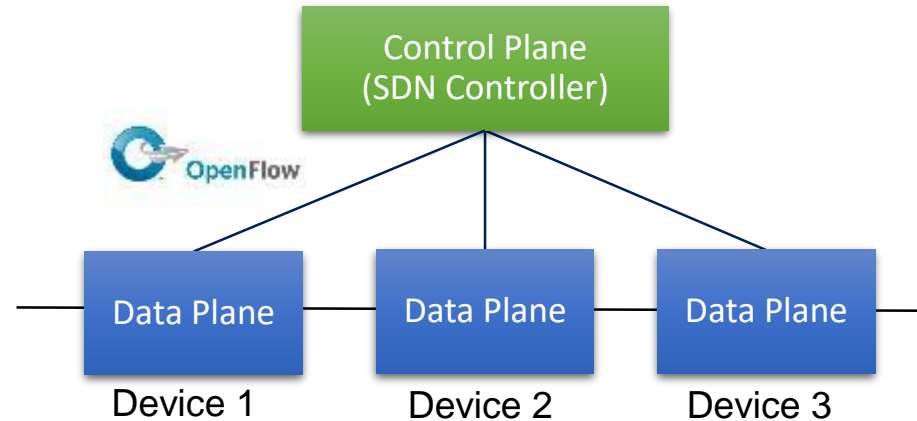 Control Plane
(SDN Controller)
OpenFlow
Data Plane
Data Plane
Data Plane
Device 1
Device 2
Device 3